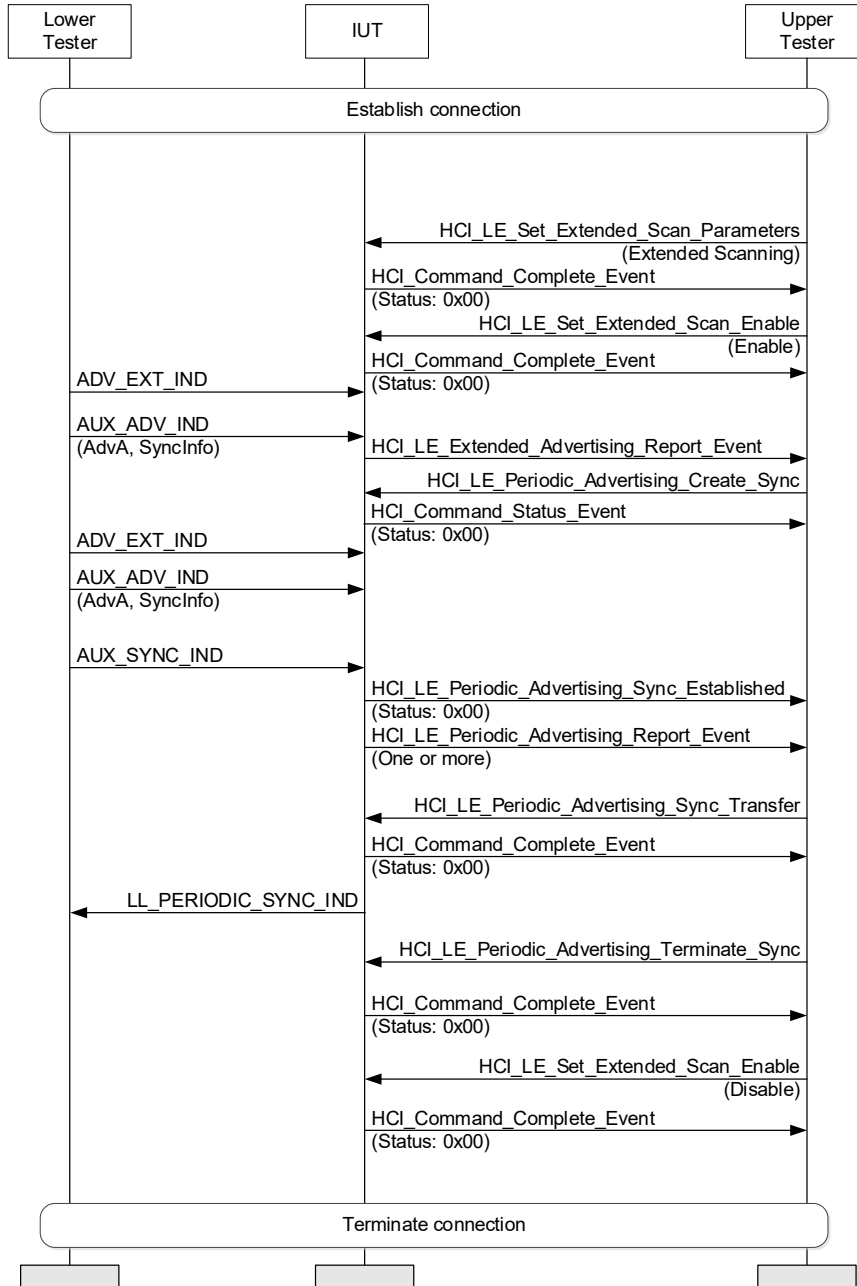 Lower
Tester
IUT
Upper
Tester
Establish connection
HCI_LE_Set_Extended_Scan_Parameters
(Extended Scanning)
HCI_Command_Complete_Event
(Status: 0x00)
HCI_LE_Set_Extended_Scan_Enable
(Enable)
HCI_Command_Complete_Event
(Status: 0x00)
ADV_EXT_IND
AUX_ADV_IND
(AdvA, SyncInfo)
HCI_LE_Extended_Advertising_Report_Event
HCI_LE_Periodic_Advertising_Create_Sync
HCI_Command_Status_Event
(Status: 0x00)
ADV_EXT_IND
AUX_ADV_IND
(AdvA, SyncInfo)
AUX_SYNC_IND
HCI_LE_Periodic_Advertising_Sync_Established
(Status: 0x00)
HCI_LE_Periodic_Advertising_Report_Event
(One or more)
HCI_LE_Periodic_Advertising_Sync_Transfer
HCI_Command_Complete_Event
(Status: 0x00)
LL_PERIODIC_SYNC_IND
HCI_LE_Periodic_Advertising_Terminate_Sync
HCI_Command_Complete_Event
(Status: 0x00)
HCI_LE_Set_Extended_Scan_Enable
(Disable)
HCI_Command_Complete_Event
(Status: 0x00)
Terminate connection